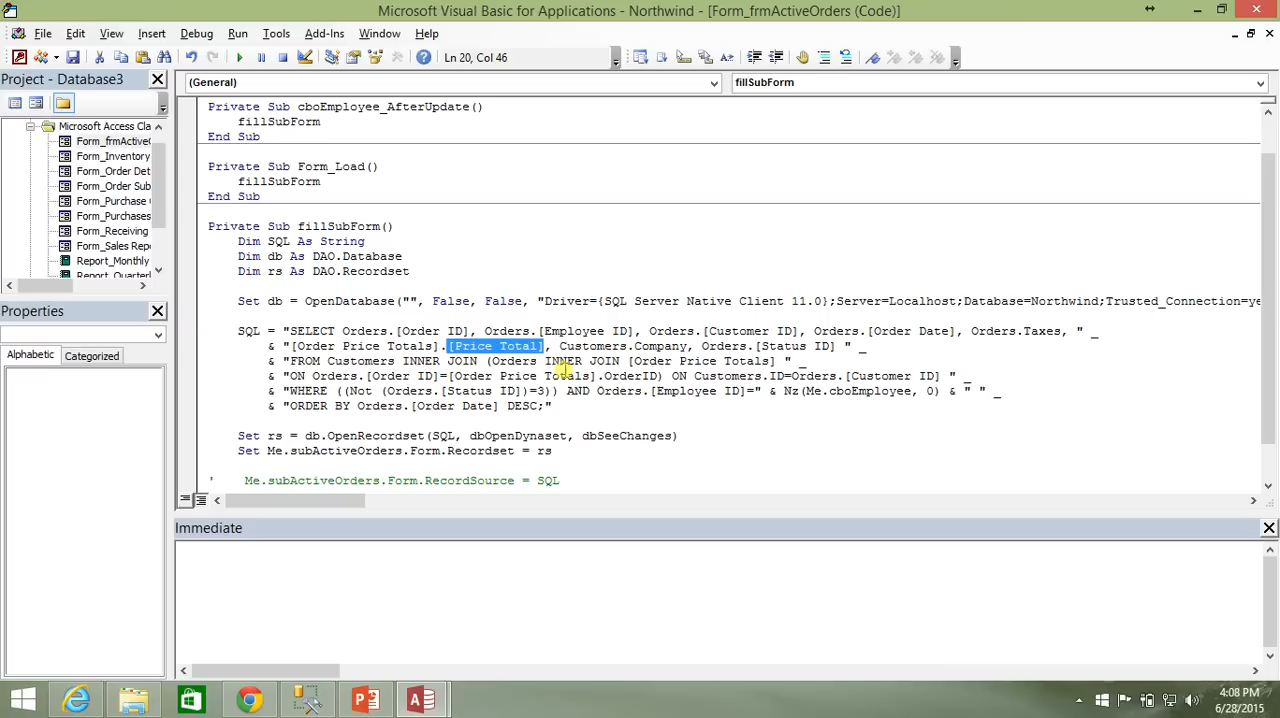 Microsoft Visual Basic for Applications - Northwind - [Form_frmActiveOrders (Code)]
File Edit View Insert Format Debug Run Tools Add-Ins Window Help
Ln 20, Col 46
Project - Database3
(General)
fillSubForm
Microsoft Access Cla
Form_frmActiveO
Form_Inventory
Form_Order Det
Form_Order Sub
Form_Purchase
Form_Purchases
Form_Receiving
Form_Sales Repo
Report_Monthly
Report_Quarterl
Properties
Alphabetic Categorized
Private Sub cboEmployee_AfterUpdate()
fillSubForm
End Sub
Private Sub Form_Load()
fillSubForm
End Sub
Private Sub fillSubForm()
Dim SQL As String
Dim db As DAO.Database
Dim rs As DAO.Recordset
Set db = OpenDatabase("", False, False, "Driver={SQL Server Native Client 11.0};Server=Localhost;Database=Northwind;Trusted_Connection=ye
SQL = "SELECT Orders.[Order ID], Orders.[Employee ID], Orders.[Customer ID], Orders.[Order Date], Orders.Taxes, " _
& "[Order Price Totals].[Price Total], Customers.Company, Orders.[Status ID] " _
& "FROM Customers INNER JOIN (Orders INNER JOIN [Order Price Totals] " _
& "ON Orders.[Order ID]=[Order Price Totals].OrderID) ON Customers.ID=Orders.[Customer ID] " _
& "WHERE ((Not (Orders.[Status ID])=3)) AND Orders.[Employee ID]=" & Nz(Me.cboEmployee, 0) & " " _
& "ORDER BY Orders.[Order Date] DESC;"
Set rs = db.OpenRecordset(SQL, dbOpenDynaset, dbSeeChanges)
Set Me.subActiveOrders.Form.Recordset = rs
' Me.subActiveOrders.Form.RecordSource = SQL
Immediate
4:08 PM
6/28/2015